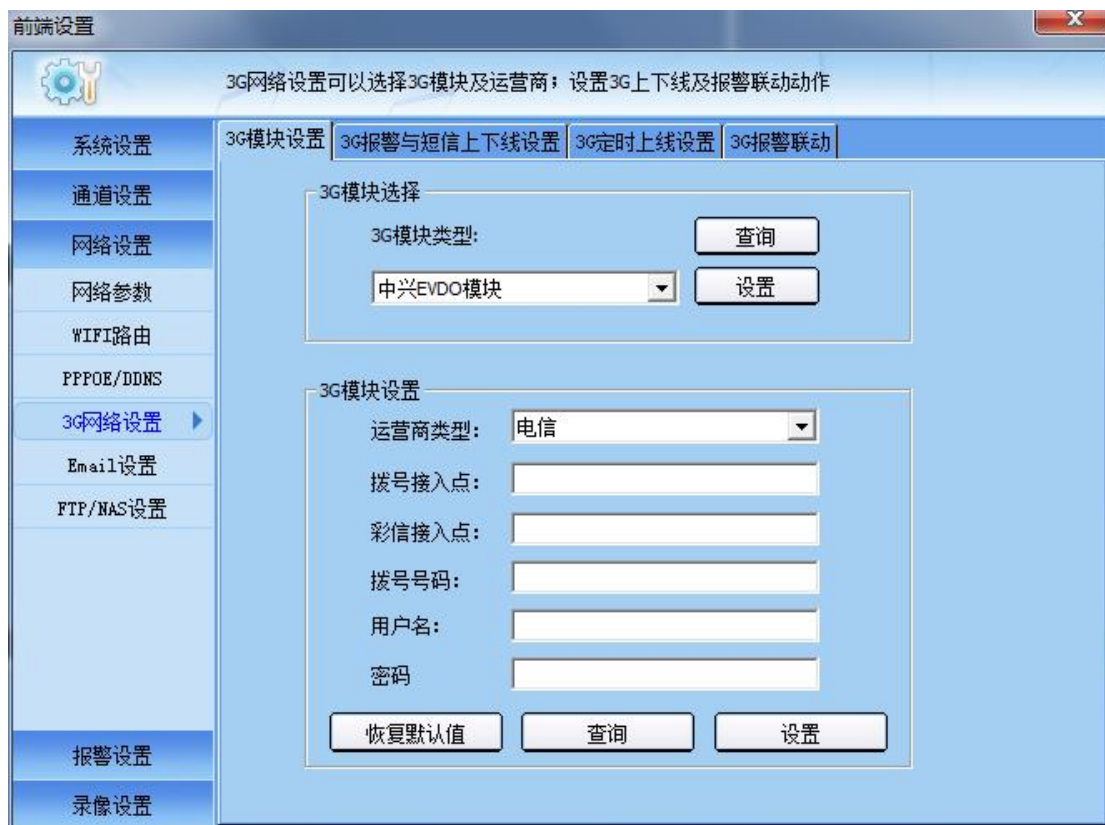 前端设置
3G网络设置可以选择3G模块及运营商；设置3G上下线及报警联动动作
系统设置
通道设置
网络设置
网络参数
WIFI路由
PPPOE/DDNS
3G网络设置
Email设置
FTP/NAS设置
报警设置
录像设置
3G模块设置 3G报警与短信上下线设置 3G定时上线设置 3G报警联动
3G模块选择
3G模块类型: 查询
中兴EVDO模块 设置
3G模块设置
运营商类型: 电信
拨号接入点:
彩信接入点:
拨号号码:
用户名:
密码
恢复默认值 查询 设置